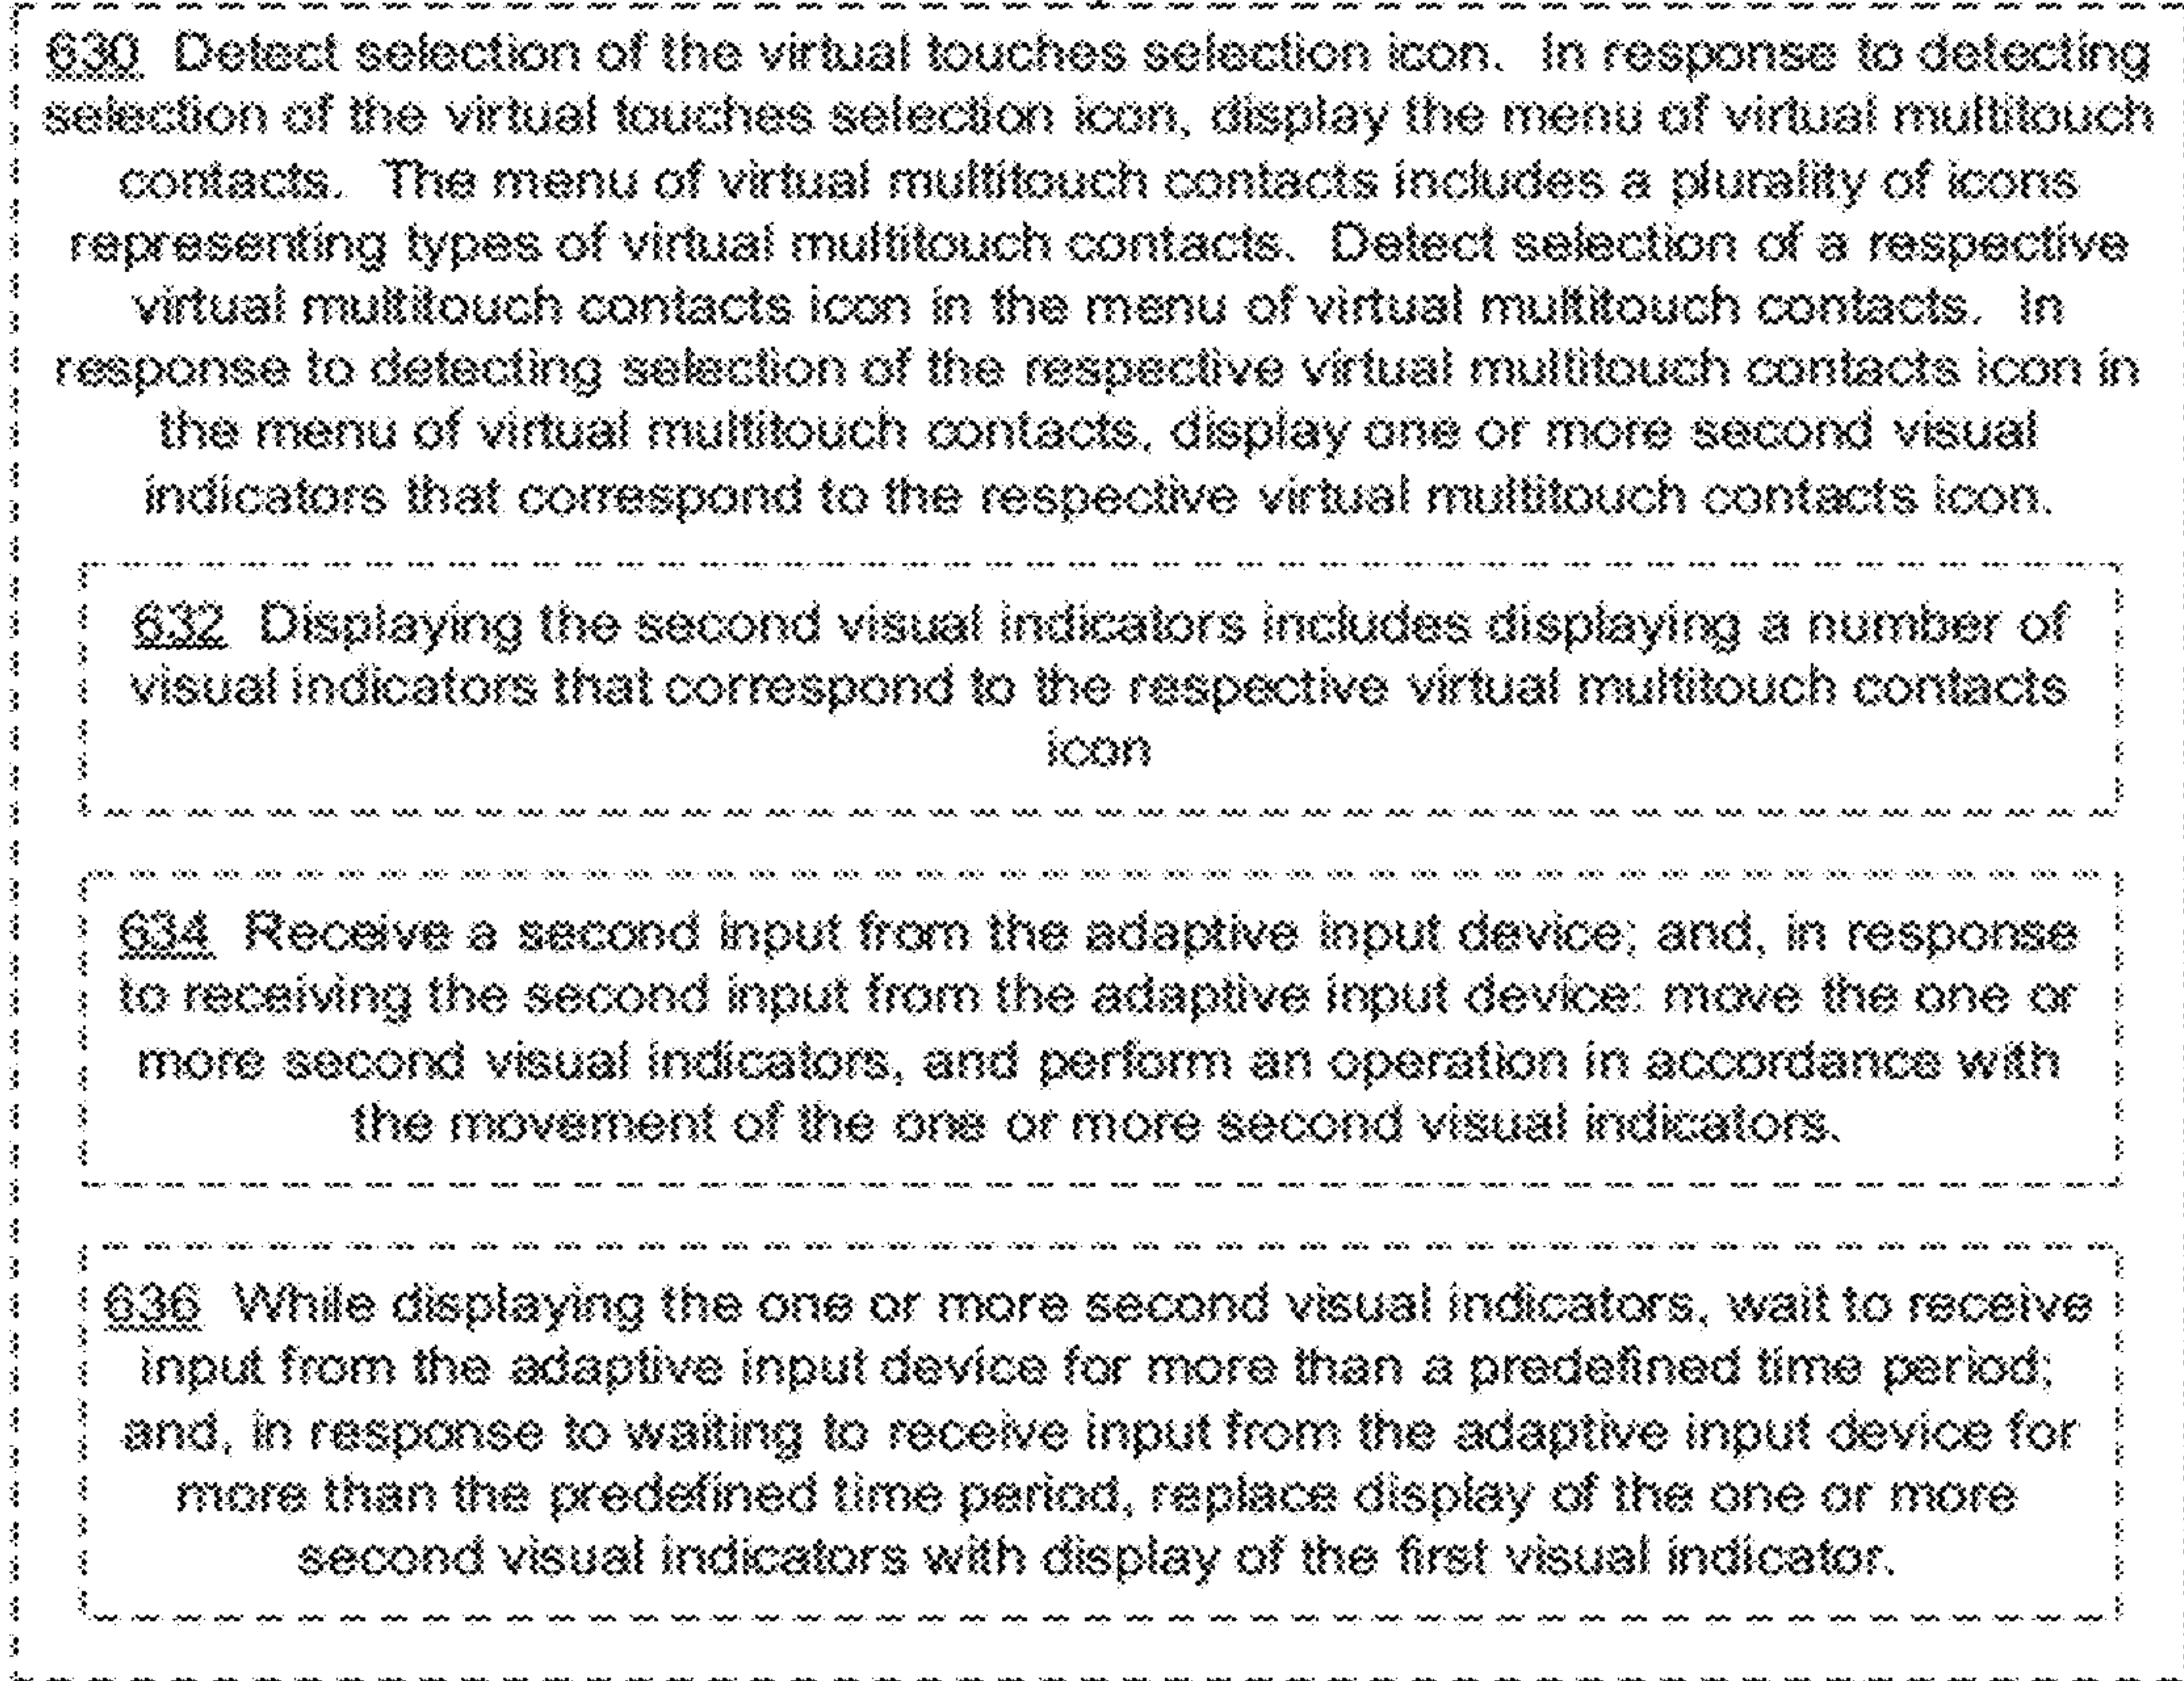 630 Detect selection of the virtual touches selection icon. In response to detecting
selection of the virtual touches selection icon, display the menu of virtual multitouch
contacts. The menu of virtual multitouch contacts includes a plurality of icons
representing types of virtual multitouch contacts. Detect selection of a respective
virtual multitouch contacts icon in the menu of virtual multitouch contacts. In
response to detecting selection of the respective virtual multitouch contacts icon in
the menu of virtual multitouch contacts, display one or more second visual
indicators that correspond to the respective virtual multitouch contacts icon.
632 Displaying the second visual indicators includes displaying a number of
visual indicators that correspond to the respective virtual multitouch contacts
icon
634 Receive a second input from the adaptive input device; and, in response
to receiving the second input from the adaptive input device: move the one or
more second visual indicators, and perform an operation in accordance with
the movement of the one or more second visual indicators.
636 While displaying the one or more second visual indicators, wait to receive
input from the adaptive input device for more than a predefined time period;
and, in response to waiting to receive input from the adaptive input device for
more than the predefined time period, replace display of the one or more
second visual indicators with display of the first visual indicator.